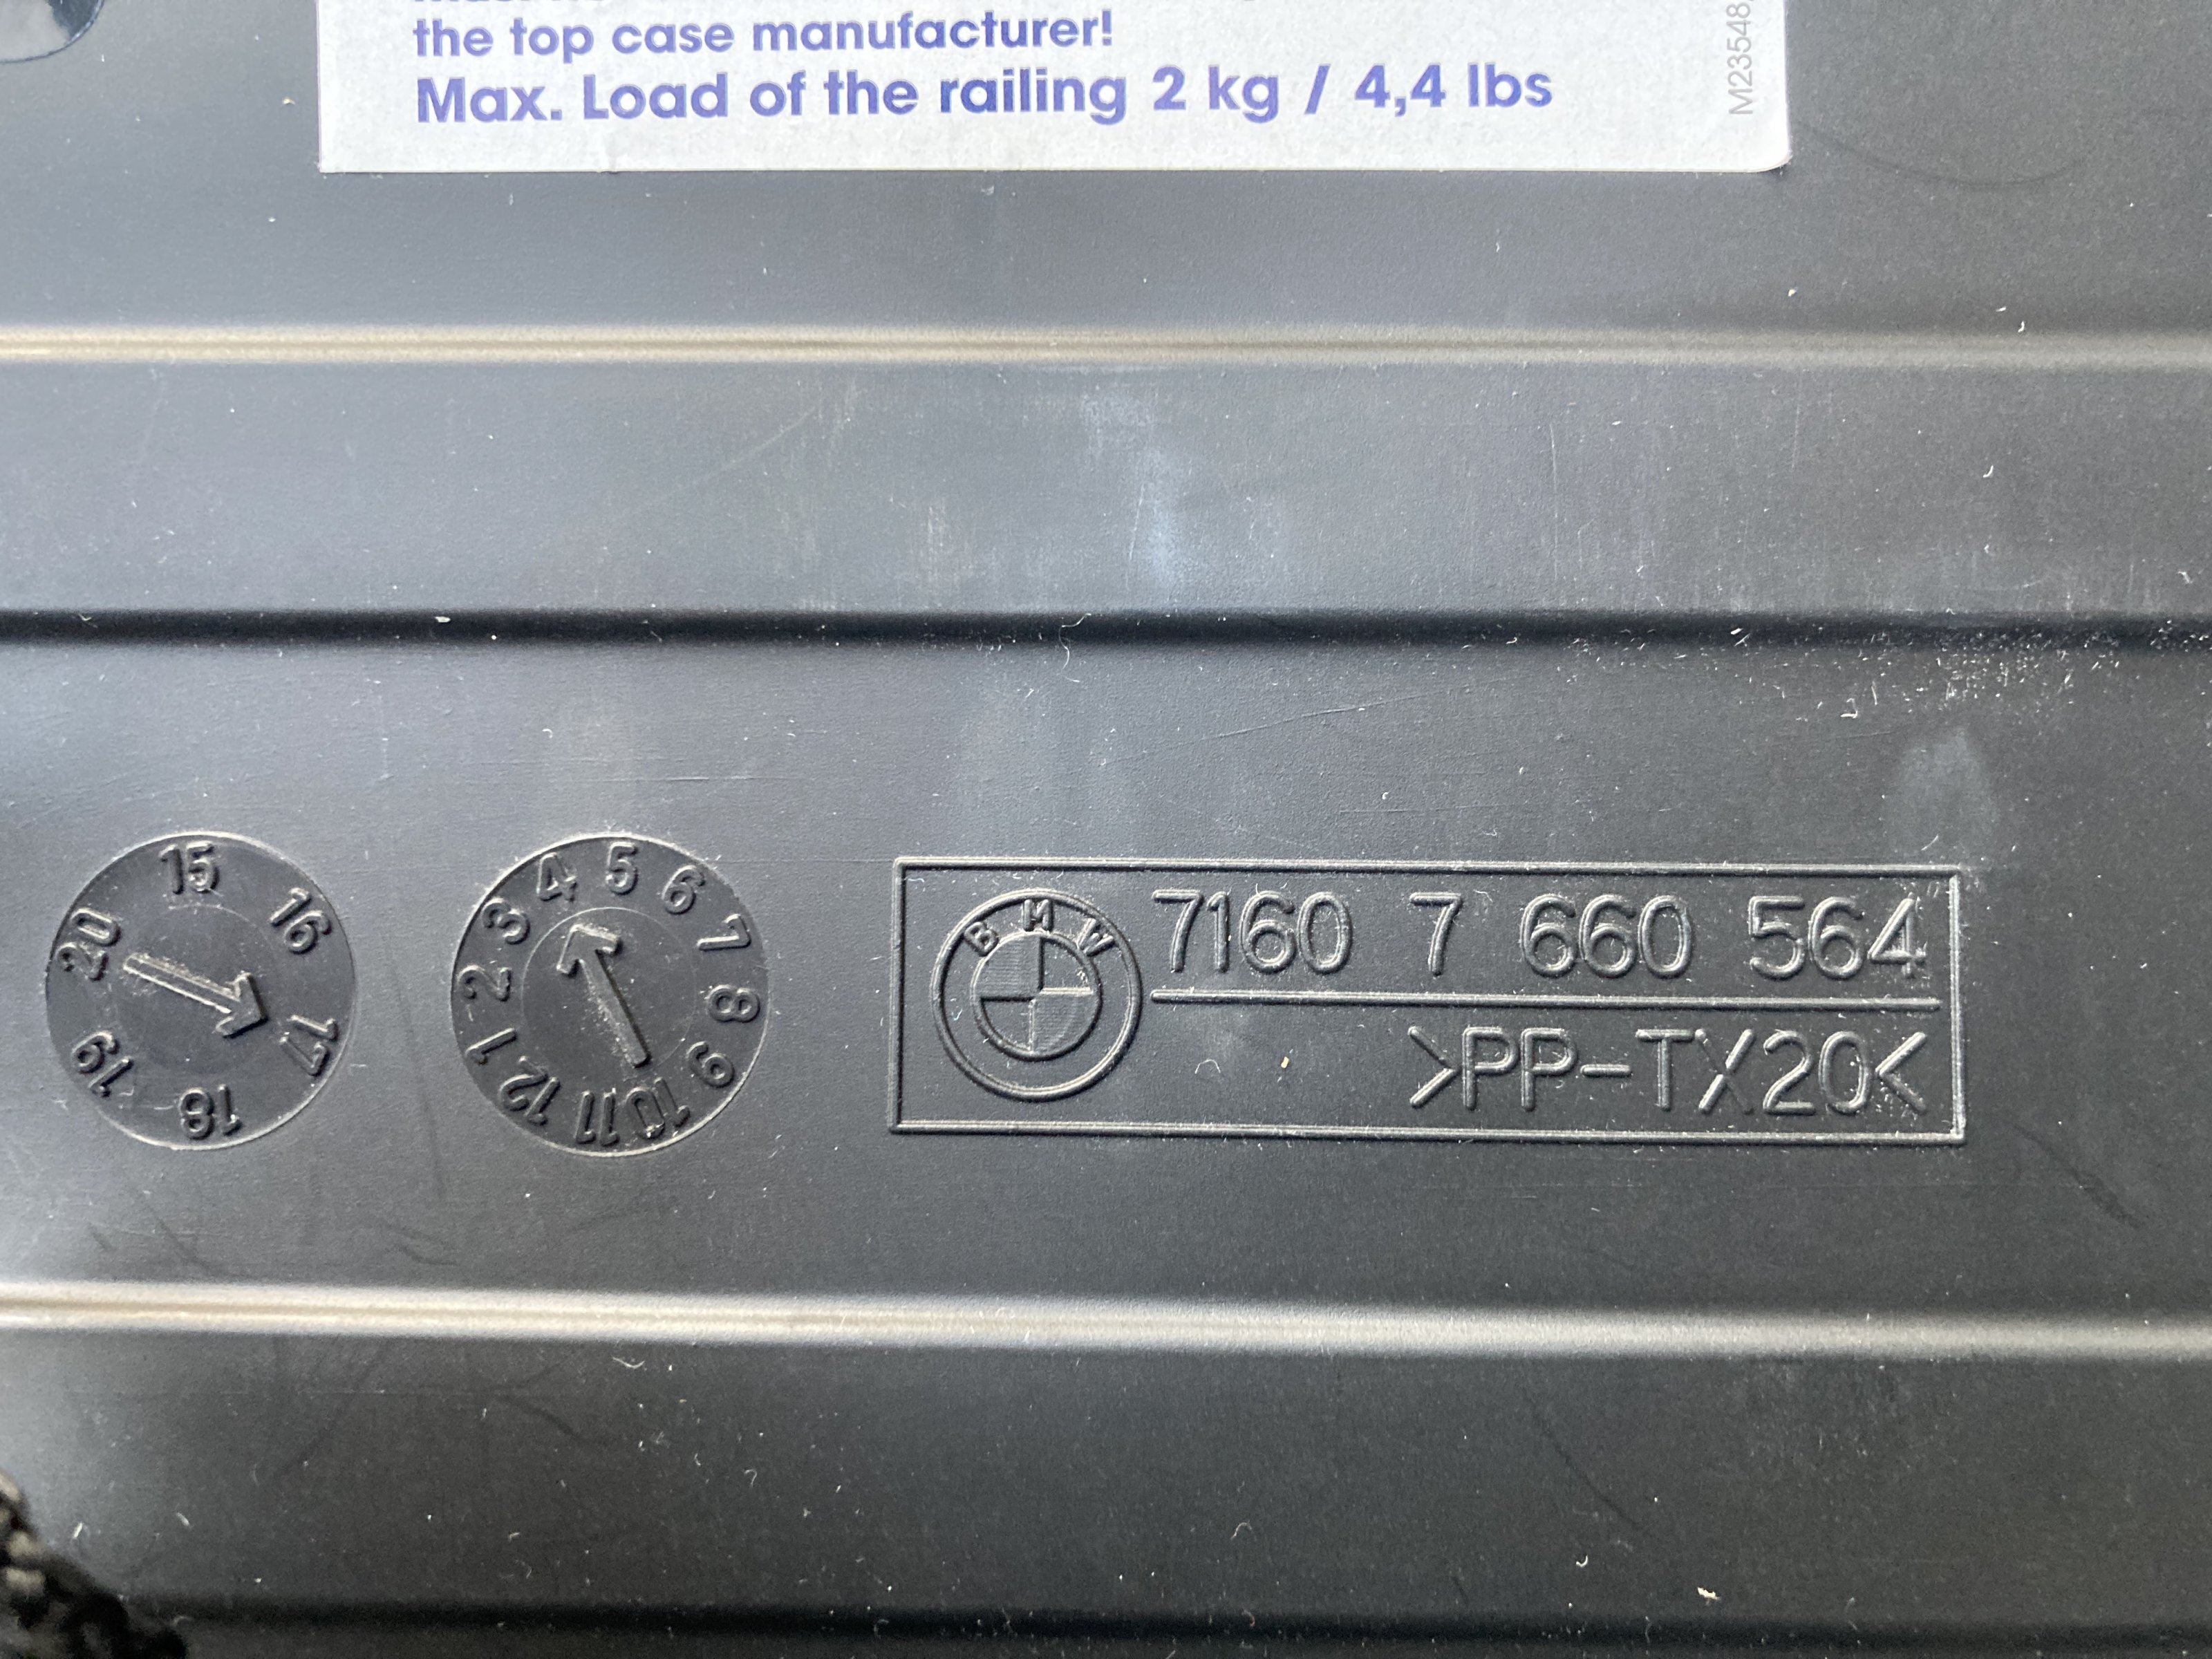 the top case manufacturer!
Max. Load of the railing 2 kg / 4,4 lbs
M23548
15 16 17 18 19 20
1 2 3 4 5 6 7 8 9 10 11 12
BMW
7160 7 660 564
>PP-TX20<